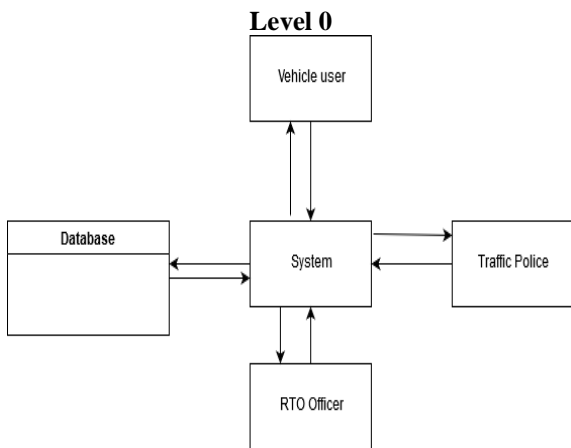 Level 0
Vehicle user
Database
System
Traffic Police
RTO Officer